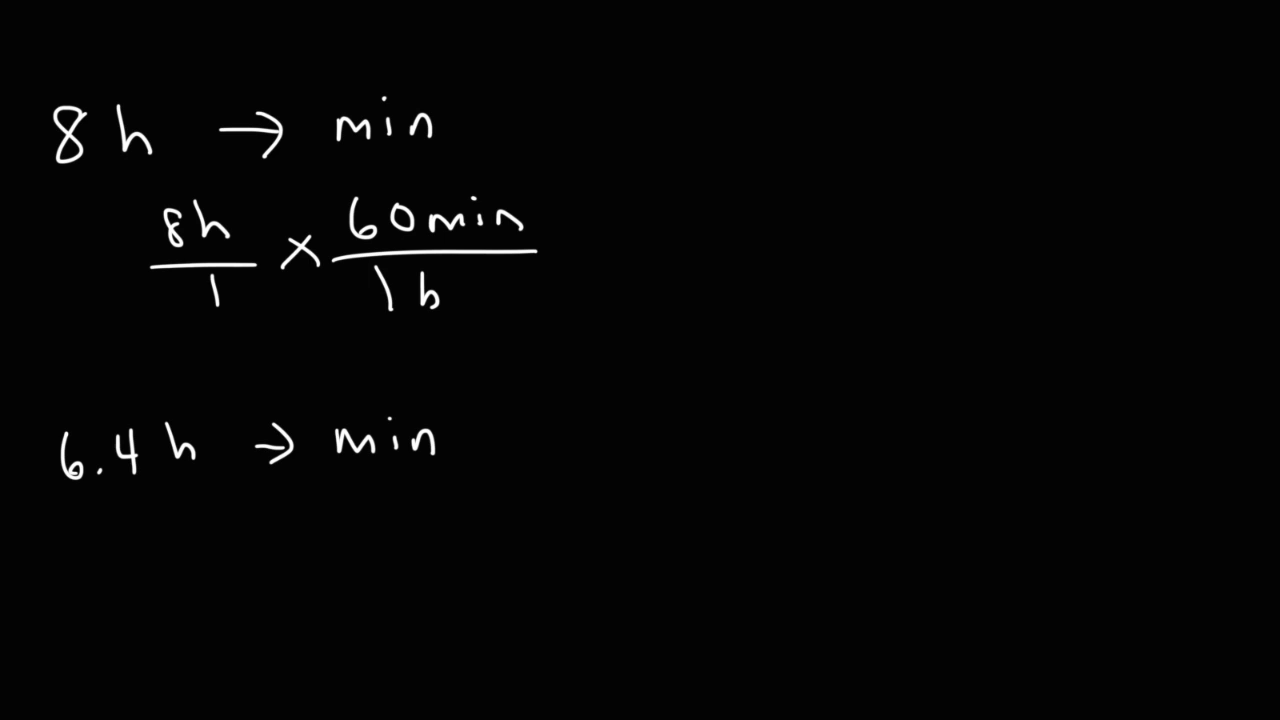 8 h → min
8h/1 × 60min/1h
6.4 h → min